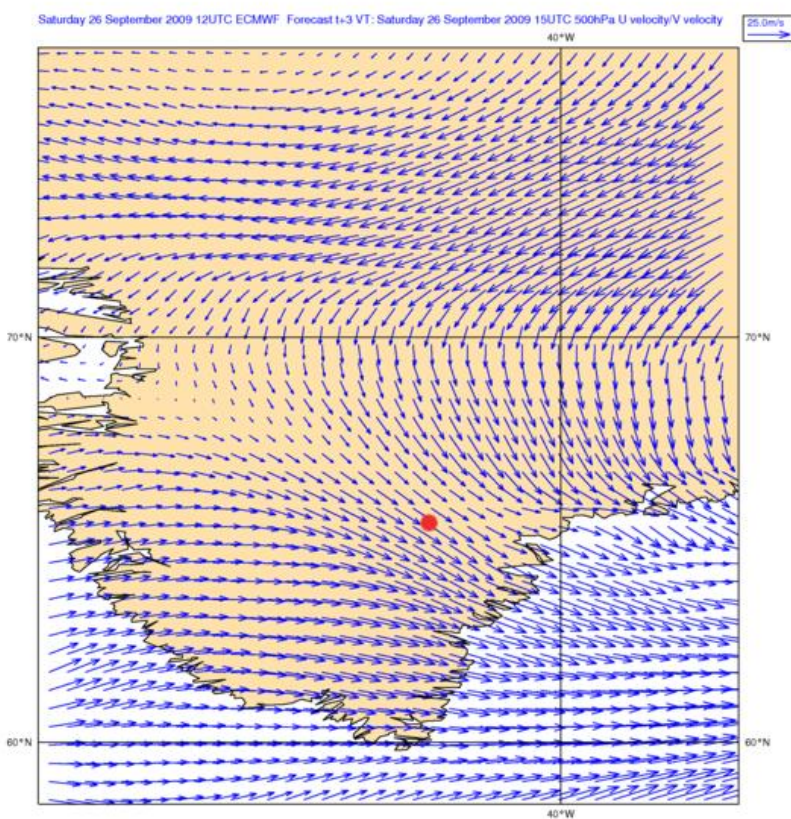 Saturday 26 September 2009 12UTC ECMWF Forecast t+3 VT: Saturday 26 September 2009 15UTC 500hPa U velocity/V velocity
25.0m/s
40°W
70°N
70°N
60°N
60°N
40°W